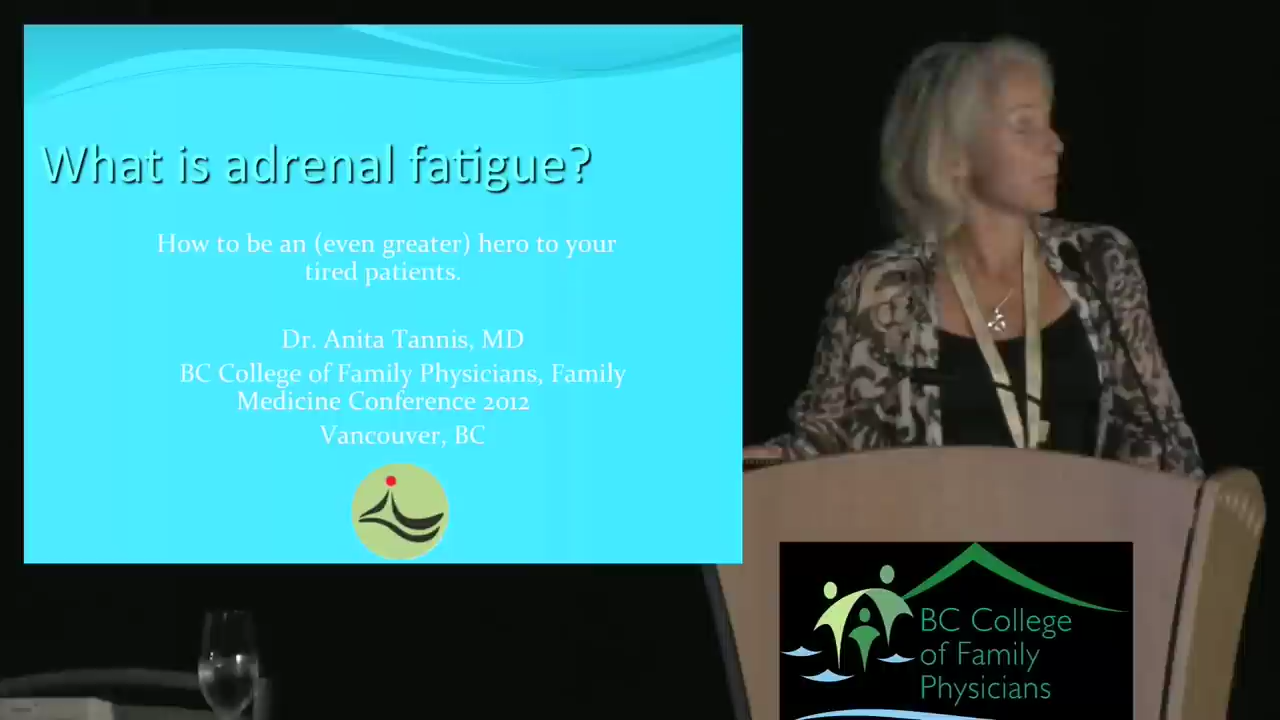 What is adrenal fatigue?
How to be an (even greater) hero to your
tired patients.
Dr. Anita Tannis, MD
BC College of Family Physicians, Family
Medicine Conference 2012
Vancouver, BC
BC College
of Family
Physicians